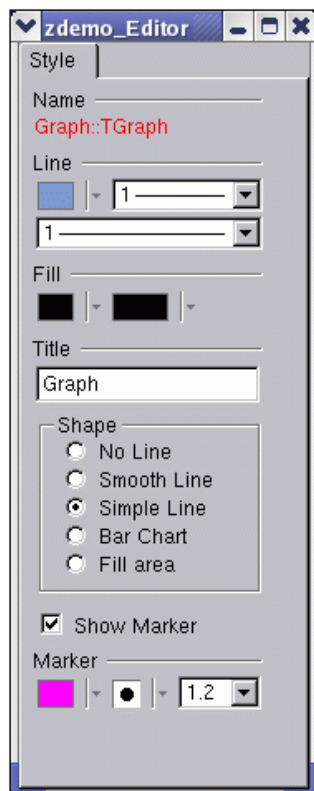 zdemo_Editor
Style
Name
Graph::TGraph
Line
1
1
Fill
Title
Graph
Shape
No Line
Smooth Line
Simple Line
Bar Chart
Fill area
Show Marker
Marker
1.2